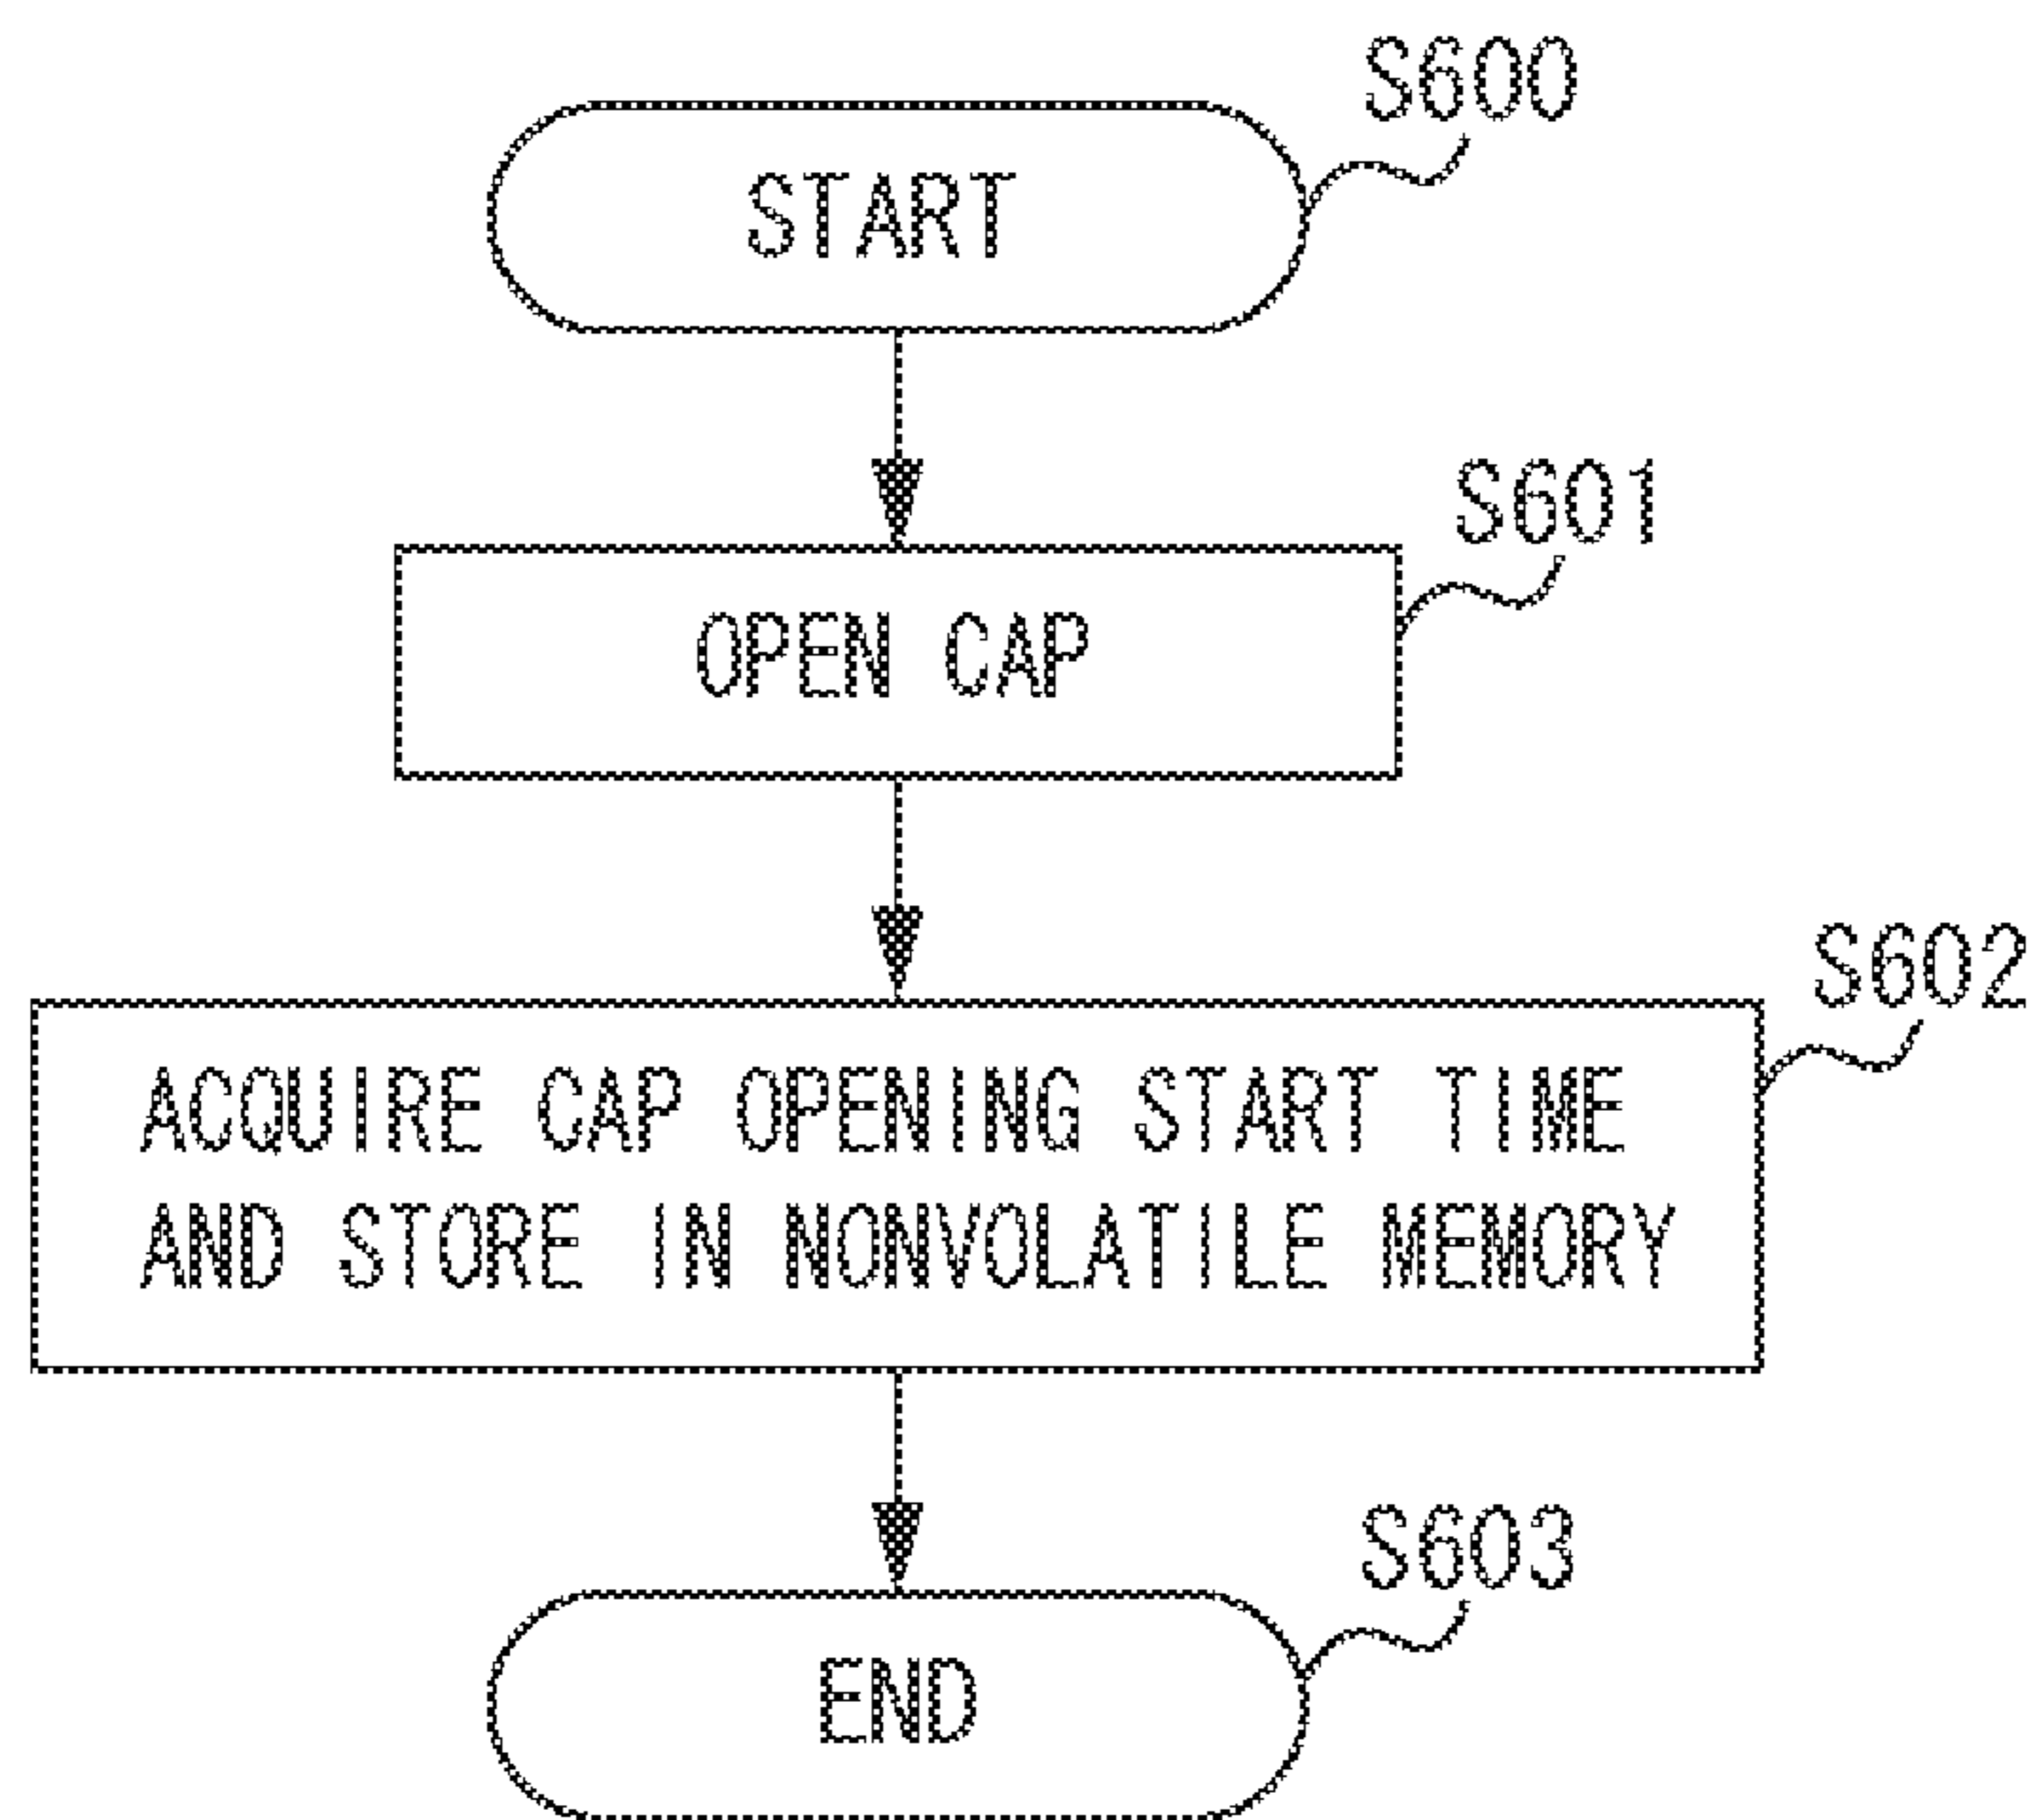 S600
START
S601
OPEN CAP
S602
ACQUIRE CAP OPENING START TIME
AND STORE IN NONVOLATILE MEMORY
S603
END